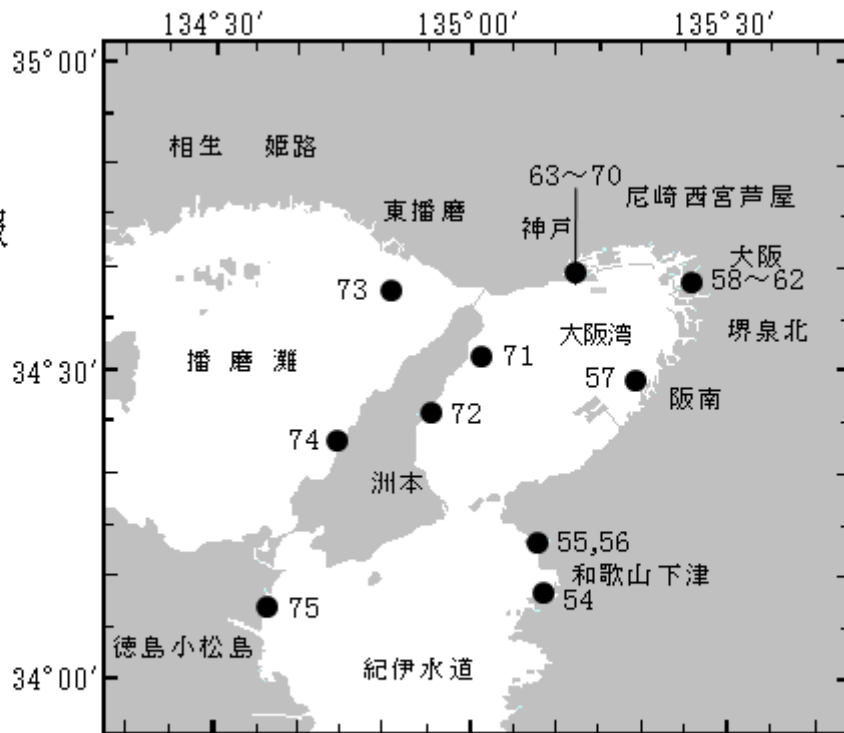 134°30′ 135°00′ 135°30′
35°00′
相生 姫路
63～70
尼崎西宮芦屋
東播磨
神戸
大阪
73
58～62
大阪湾
堺泉北
播磨灘
71
34°30′
57
阪南
72
74
洲本
55,56
和歌山下津
75
54
徳島小松島
紀伊水道
34°00′